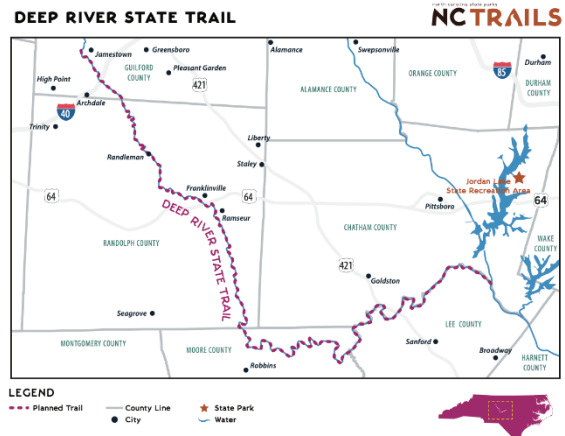 DEEP RIVER STATE TRAIL
north carolina state parks
NC TRAILS
Jamestown
Greensboro
Alamance
Swepsonville
GUILFORD
COUNTY
Pleasant Garden
ORANGE COUNTY
85
Durham
High Point
421
ALAMANCE COUNTY
DURHAM
COUNTY
Archdale
40
Trinity
Liberty
Randleman
Staley
Jordan Lake
State Recreation Area
64
Franklinville
64
Pittsboro
64
Ramseur
DEEP RIVER STATE TRAIL
CHATHAM COUNTY
RANDOLPH COUNTY
WAKE
COUNTY
421
Goldston
Seagrove
LEE COUNTY
MONTGOMERY COUNTY
MOORE COUNTY
Sanford
Broadway
Robbins
HARNETT
COUNTY
LEGEND
Planned Trail
County Line
State Park
City
Water